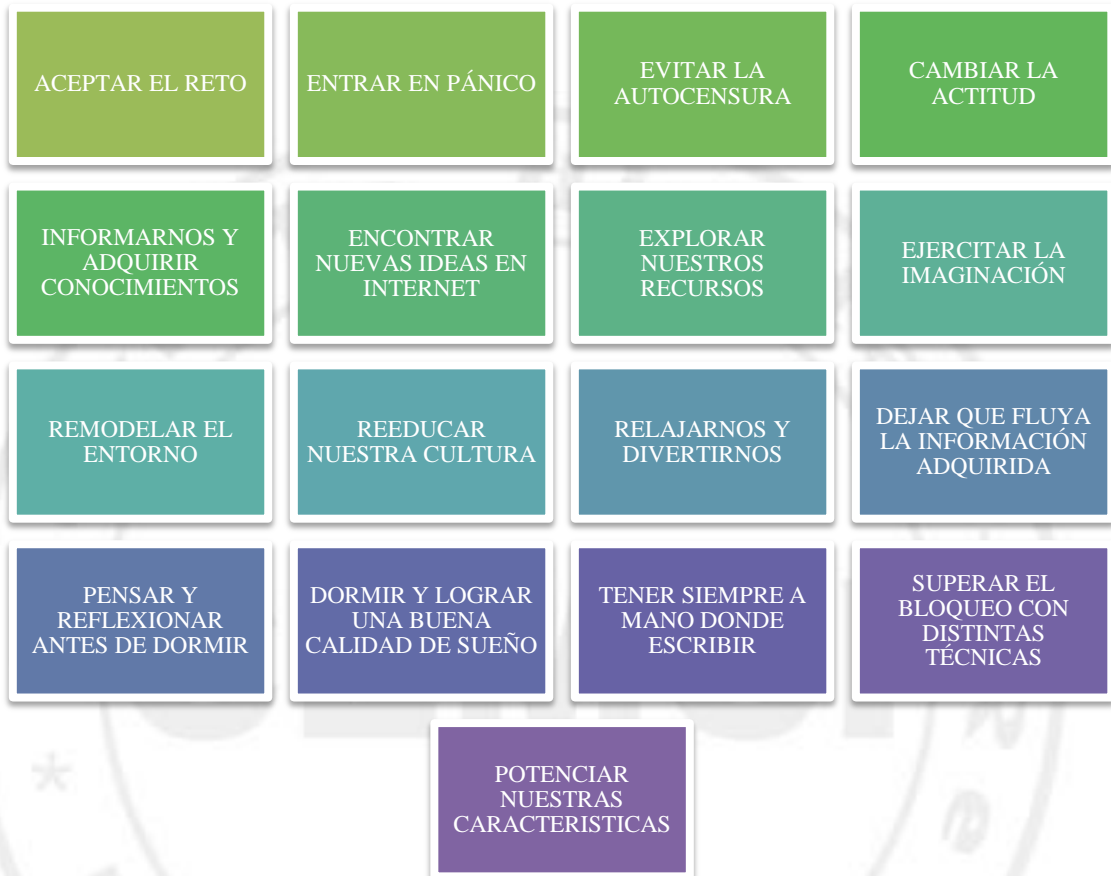 ACEPTAR EL RETO
ENTRAR EN PÁNICO
EVITAR LA
AUTOCENSURA
CAMBIAR LA
ACTITUD
INFORMARNOS Y
ADQUIRIR
CONOCIMIENTOS
ENCONTRAR
NUEVAS IDEAS EN
INTERNET
EXPLORAR
NUESTROS
RECURSOS
EJERCITAR LA
IMAGINACIÓN
REMODELAR EL
ENTORNO
REEDUCAR
NUESTRA CULTURA
RELAJARNOS Y
DIVERTIRNOS
DEJAR QUE FLUYA
LA INFORMACIÓN
ADQUIRIDA
PENSAR Y
REFLEXIONAR
ANTES DE DORMIR
DORMIR Y LOGRAR
UNA BUENA
CALIDAD DE SUEÑO
TENER SIEMPRE A
MANO DONDE
ESCRIBIR
SUPERAR EL
BLOQUEO CON
DISTINTAS
TÉCNICAS
POTENCIAR
NUESTRAS
CARACTERISTICAS